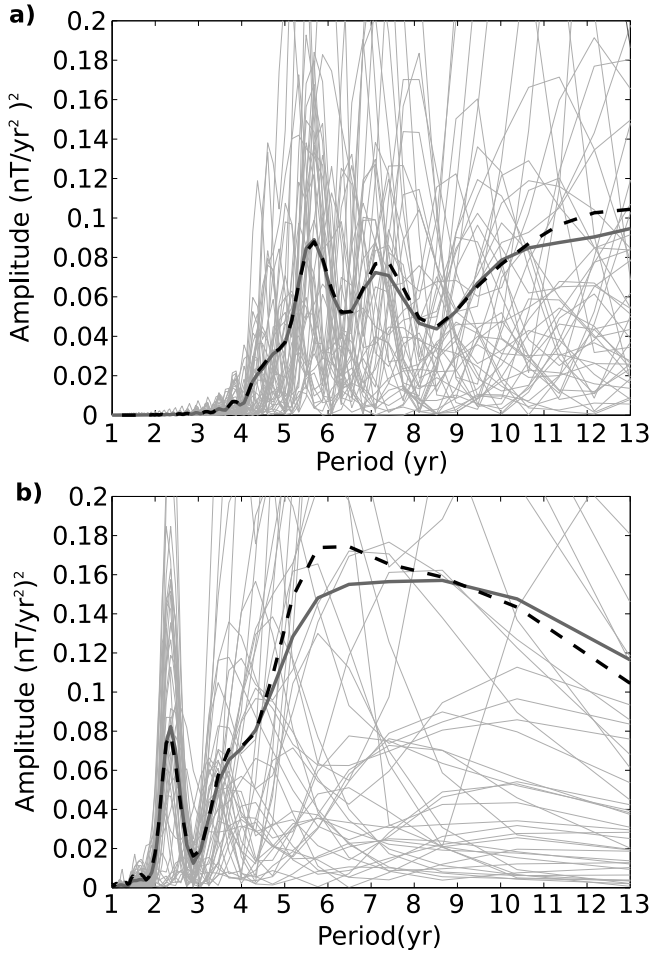 a)
0.2
0.18
0.16
0.14
0.12
0.1
0.08
0.06
0.04
0.02
0
Amplitude (nT/yr² )²
1 2 3 4 5 6 7 8 9 10 11 12 13
Period (yr)
b)
0.2
0.18
0.16
0.14
0.12
0.1
0.08
0.06
0.04
0.02
0
Amplitude (nT/yr²)²
1 2 3 4 5 6 7 8 9 10 11 12 13
Period(yr)